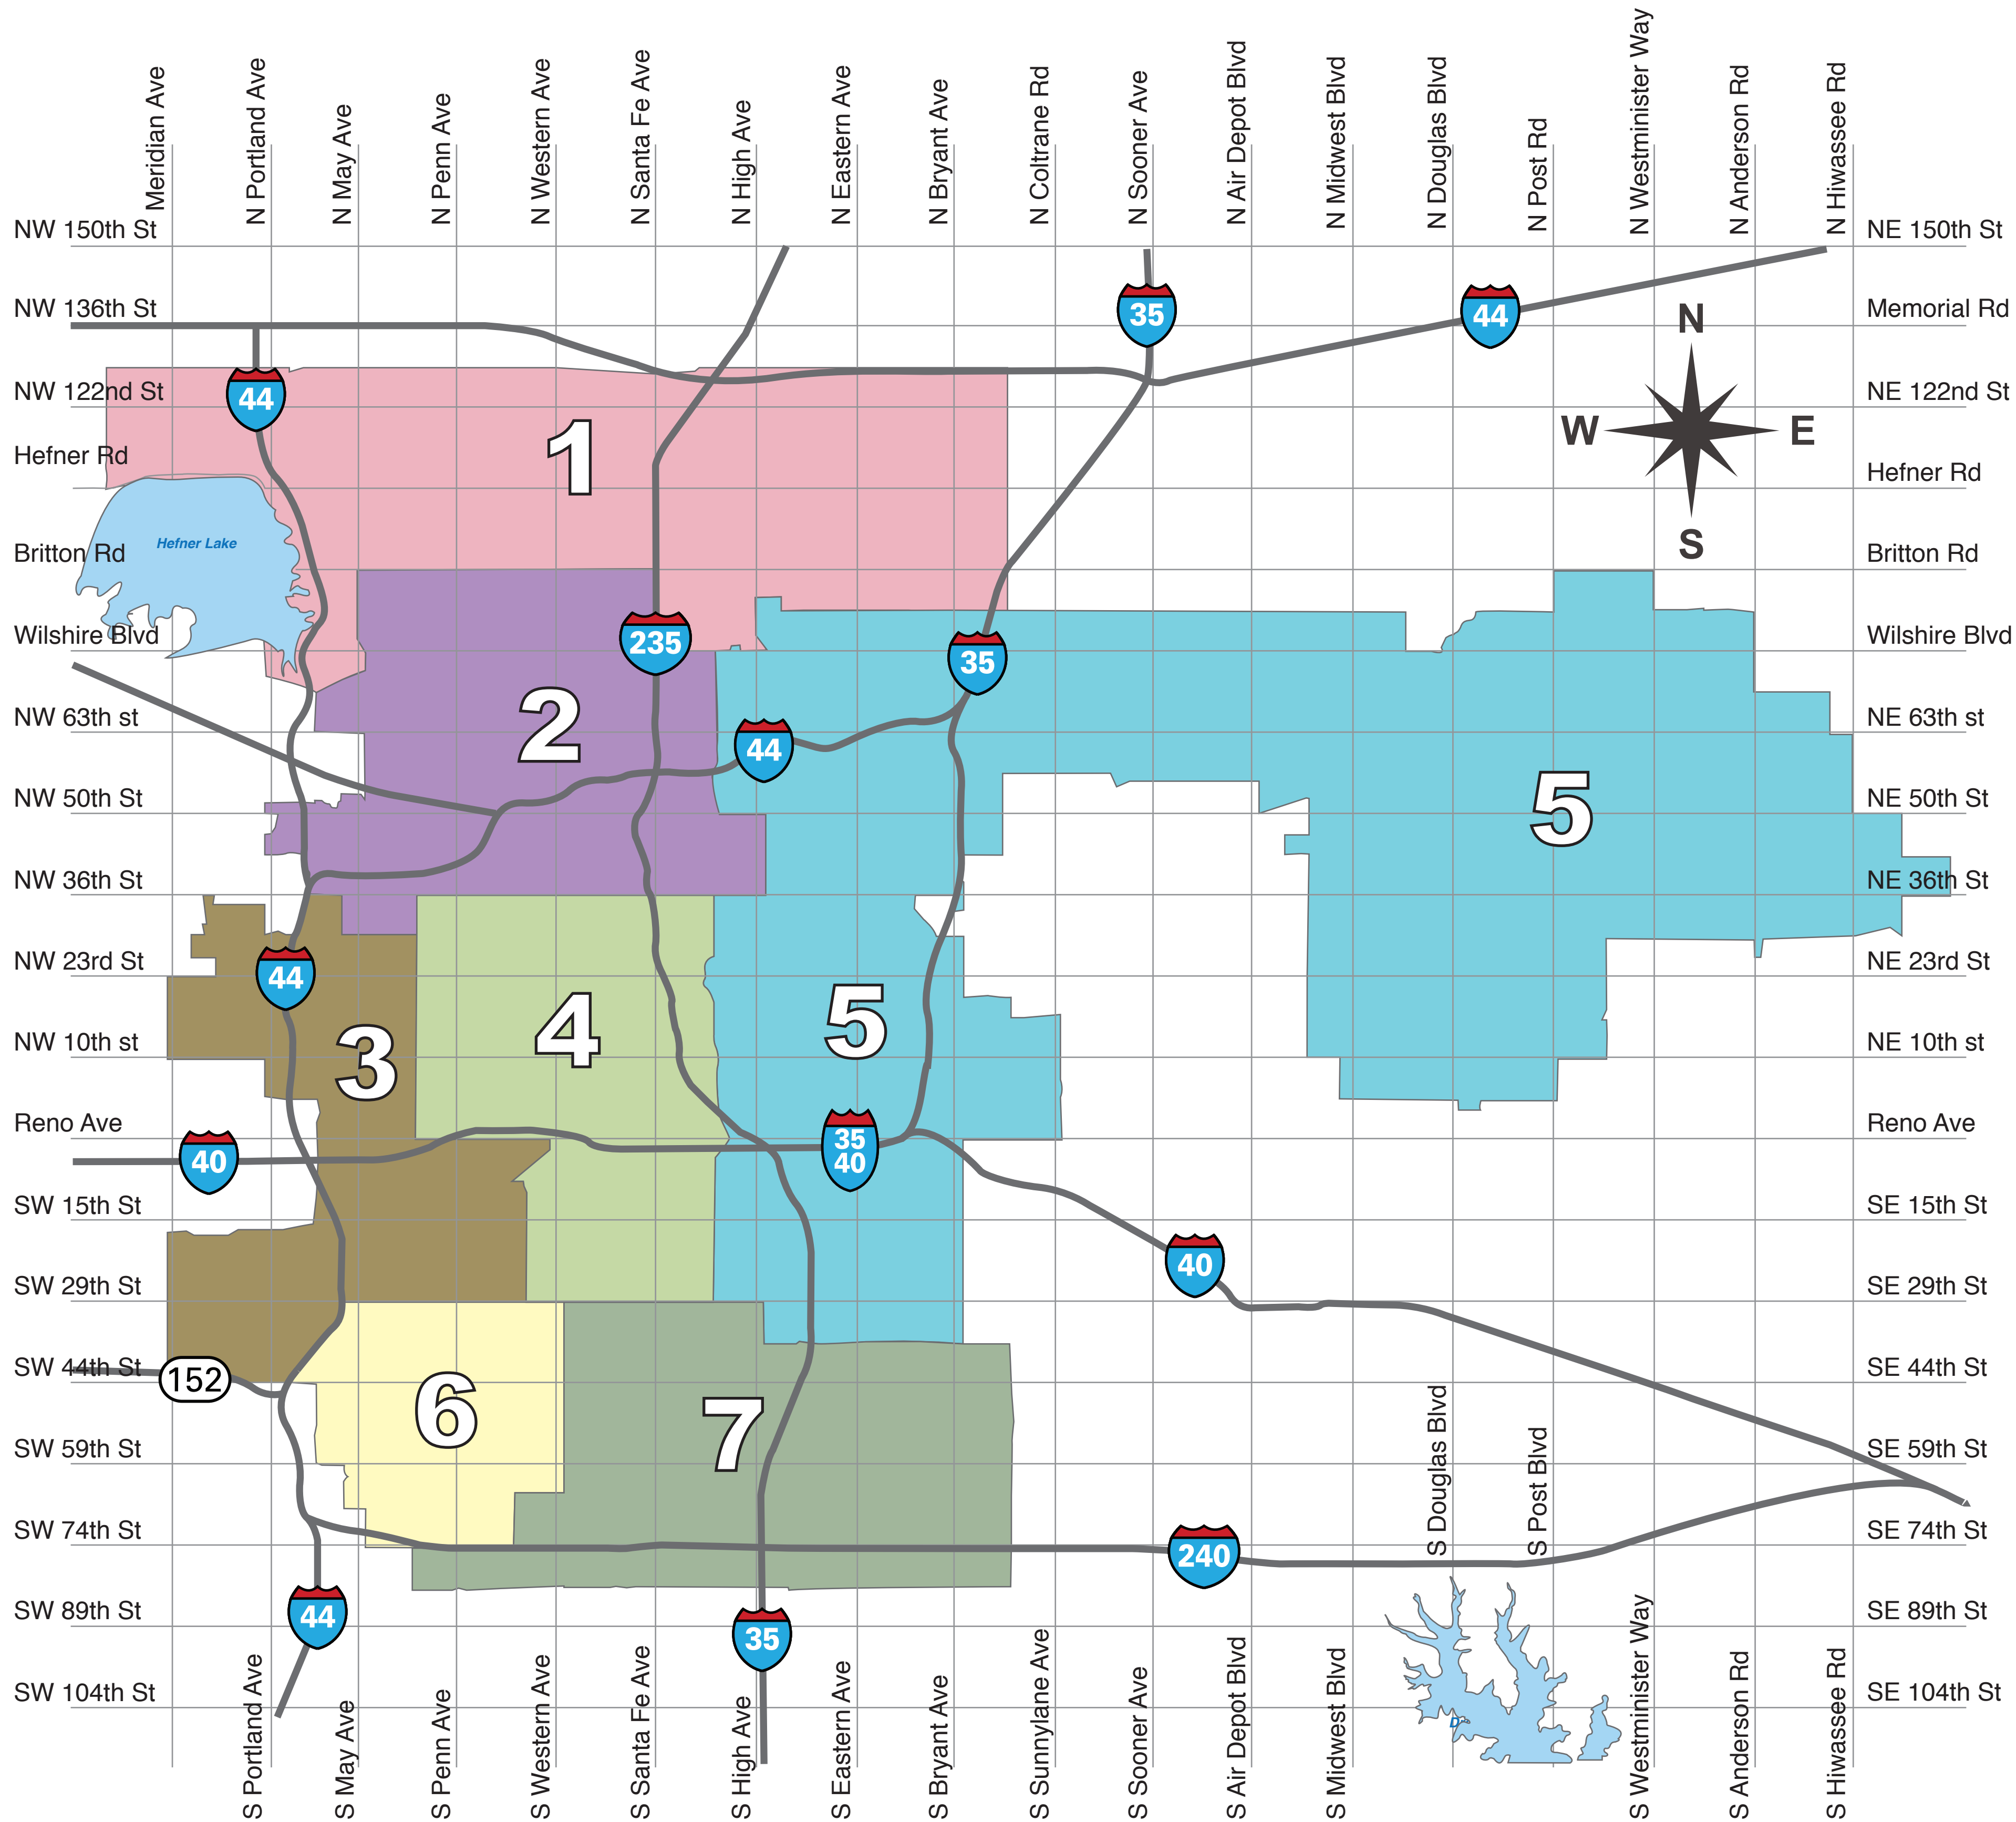 Meridian Ave
N Portland Ave
N May Ave
N Penn Ave
N Western Ave
N Santa Fe Ave
N High Ave
N Eastern Ave
N Bryant Ave
N Coltrane Rd
N Sooner Ave
N Air Depot Blvd
N Midwest Blvd
N Douglas Blvd
N Post Rd
N Westminister Way
N Anderson Rd
N Hiwassee Rd
NW 150th St
NE 150th St
NW 136th St
35
44
Memorial Rd
N
NW 122nd St
44
NE 122nd St
W
E
Hefner Rd
1
Hefner Rd
S
Hefner Lake
Britton Rd
Britton Rd
Wilshire Blvd
235
35
Wilshire Blvd
NW 63th st
2
44
NE 63th st
NW 50th St
5
NE 50th St
NW 36th St
NE 36th St
NW 23rd St
44
NE 23rd St
NW 10th st
3
4
5
NE 10th st
Reno Ave
35
40
Reno Ave
40
SW 15th St
SE 15th St
40
SW 29th St
SE 29th St
SW 44th St
152
SE 44th St
6
7
S Douglas Blvd
S Post Blvd
SW 59th St
SE 59th St
SW 74th St
240
SE 74th St
SW 89th St
44
35
SE 89th St
SW 104th St
SE 104th St
D
S Portland Ave
S May Ave
S Penn Ave
S Western Ave
S Santa Fe Ave
S High Ave
S Eastern Ave
S Bryant Ave
S Sunnylane Ave
S Sooner Ave
S Air Depot Blvd
S Midwest Blvd
S Westminister Way
S Anderson Rd
S Hiwassee Rd